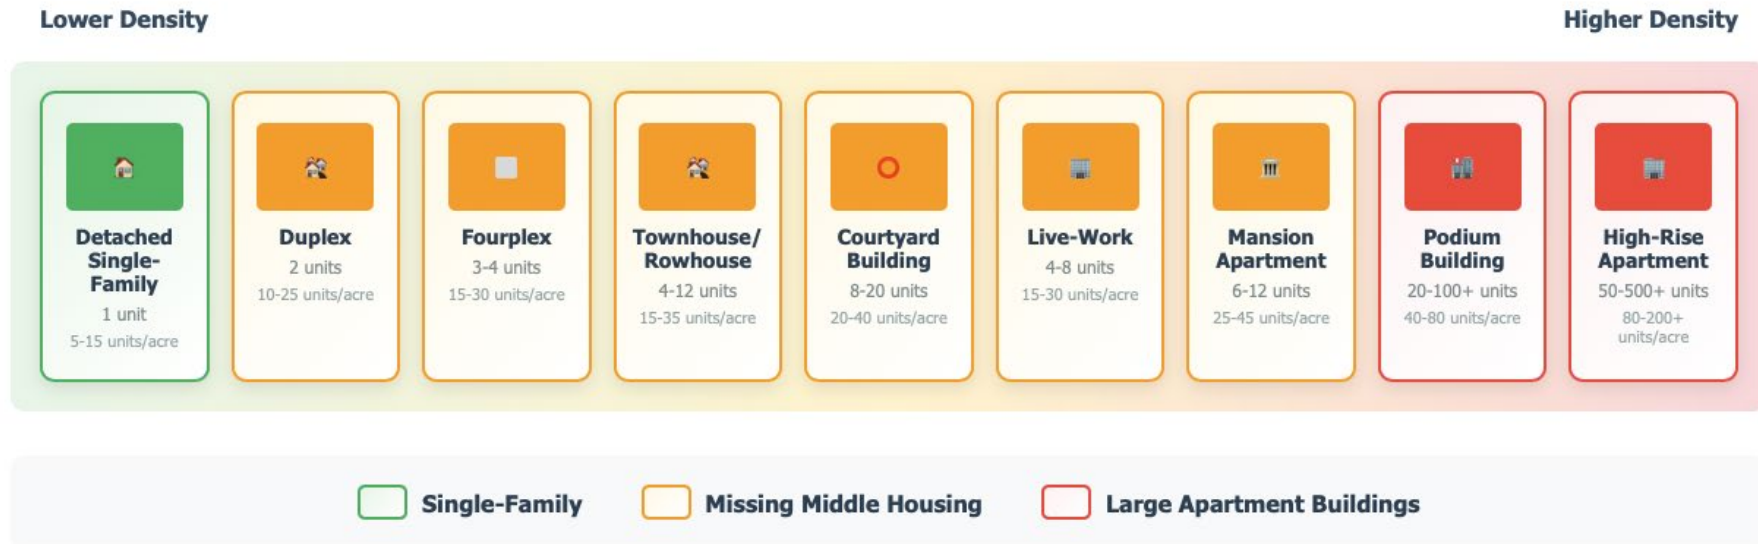 Lower Density
Higher Density
Detached
Single-
Family
1 unit
5-15 units/acre
Duplex
2 units
10-25 units/acre
Fourplex
3-4 units
15-30 units/acre
Townhouse/
Rowhouse
4-12 units
15-35 units/acre
Courtyard
Building
8-20 units
20-40 units/acre
Live-Work
4-8 units
15-30 units/acre
Mansion
Apartment
6-12 units
25-45 units/acre
Podium
Building
20-100+ units
40-80 units/acre
High-Rise
Apartment
50-500+ units
80-200+
units/acre
Single-Family
Missing Middle Housing
Large Apartment Buildings